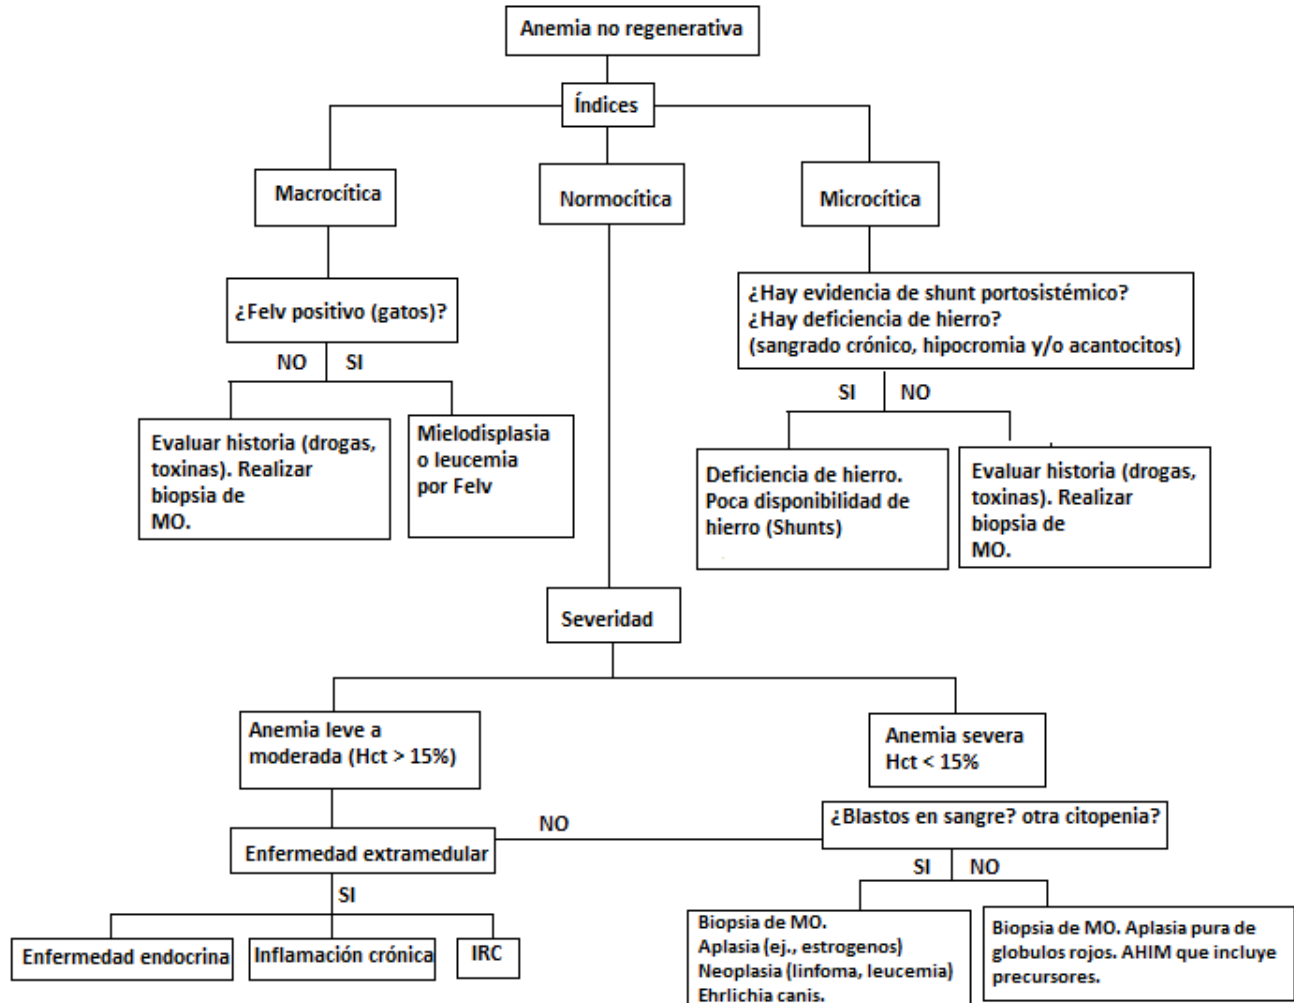 Anemia no regenerativa
Índices
Macrocítica
Normocítica
Microcítica
¿Felv positivo (gatos)?
¿Hay evidencia de shunt portosistémico?
¿Hay deficiencia de hierro?
(sangrado crónico, hipocromia y/o acantocitos)
NO
SI
SI
NO
Evaluar historia (drogas,
toxinas). Realizar
biopsia de
MO.
Mielodisplasia
o leucemia
por Felv
Deficiencia de hierro.
Poca disponibilidad de
hierro (Shunts)
Evaluar historia (drogas,
toxinas). Realizar
biopsia de
MO.
Severidad
Anemia leve a
moderada (Hct > 15%)
Anemia severa
Hct < 15%
¿Blastos en sangre? otra citopenia?
NO
Enfermedad extramedular
SI
SI
NO
Enfermedad endocrina
Inflamación crónica
IRC
Biopsia de MO.
Aplasia (ej., estrogenos)
Neoplasia (linfoma, leucemia)
Ehrlichia canis.
Biopsia de MO. Aplasia pura de
globulos rojos. AHIM que incluye
precursores.